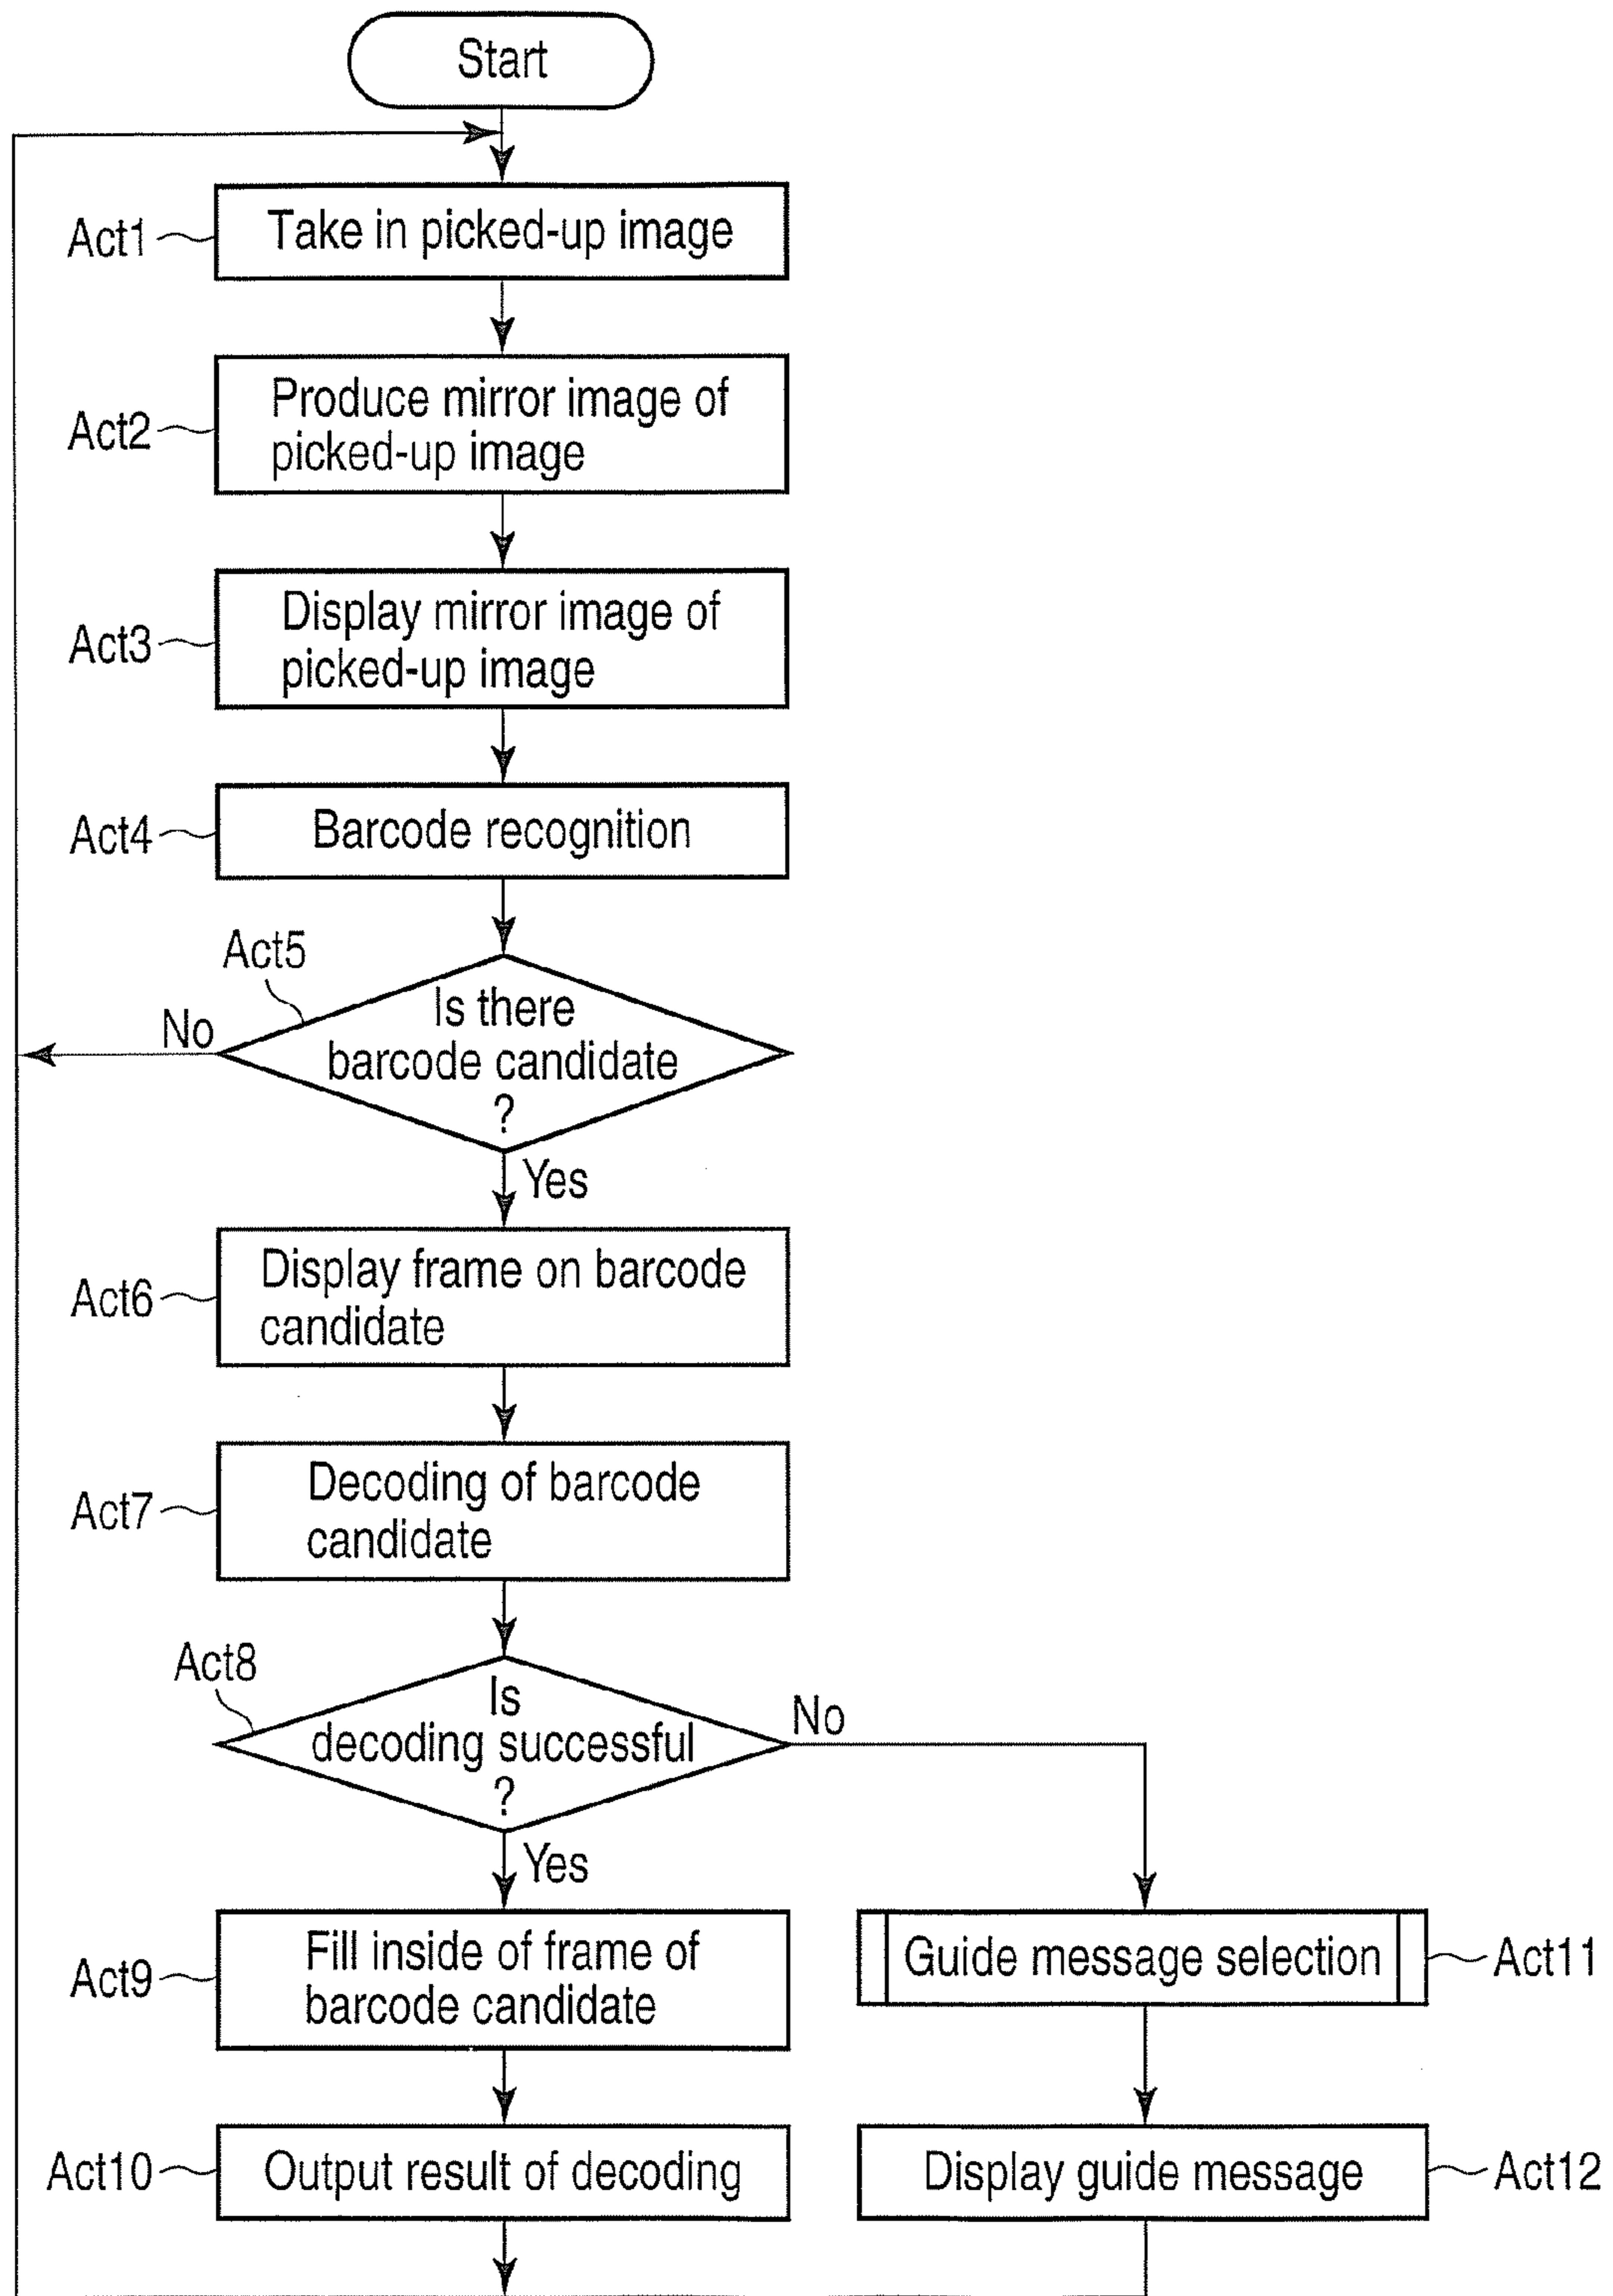 Start
Act1
Take in picked-up image
Act2
Produce mirror image of
picked-up image
Act3
Display mirror image of
picked-up image
Act4
Barcode recognition
Act5
Is there
barcode candidate
?
No
Yes
Act6
Display frame on barcode
candidate
Act7
Decoding of barcode
candidate
Act8
Is
decoding successful
?
No
Yes
Act9
Fill inside of frame of
barcode candidate
Guide message selection
Act11
Act10
Output result of decoding
Display guide message
Act12